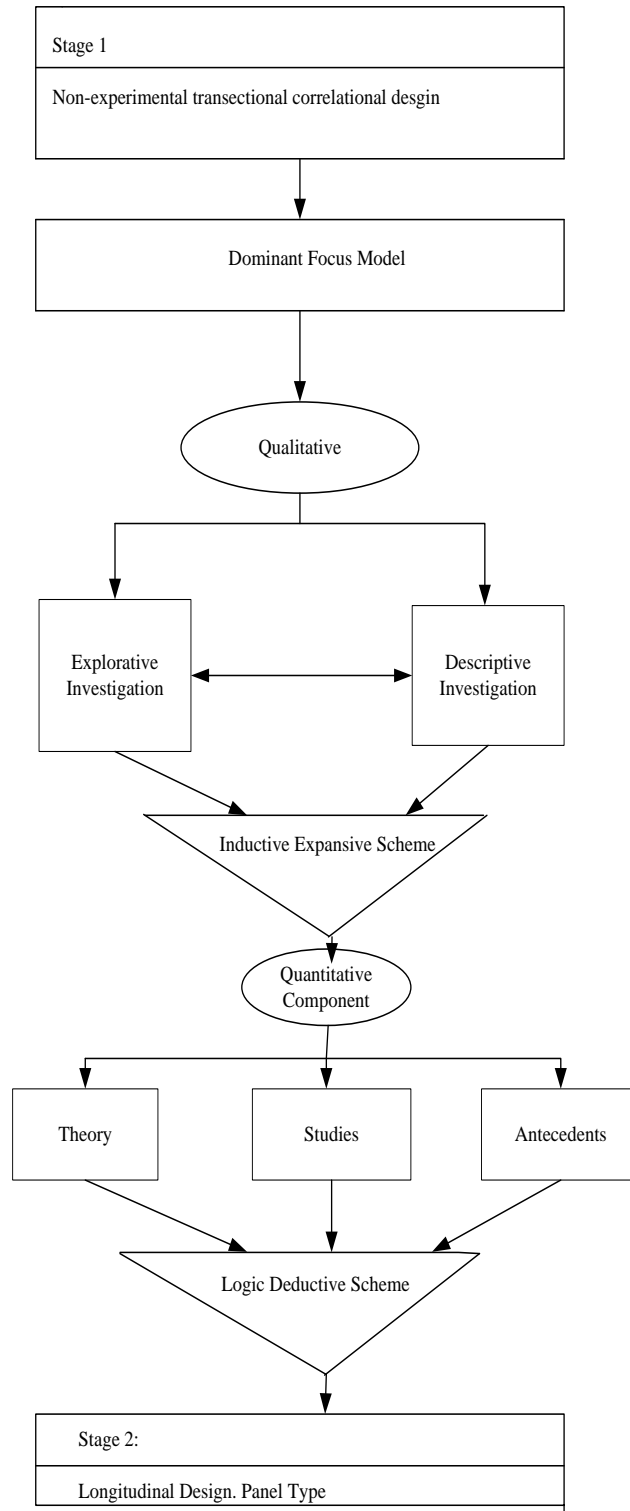 Stage 1
Non-experimental transectional correlational desgin
Dominant Focus Model
Qualitative
Explorative
Investigation
Descriptive
Investigation
Inductive Expansive Scheme
Quantitative
Component
Theory
Studies
Antecedents
Logic Deductive Scheme
Stage 2:
Longitudinal Design. Panel Type